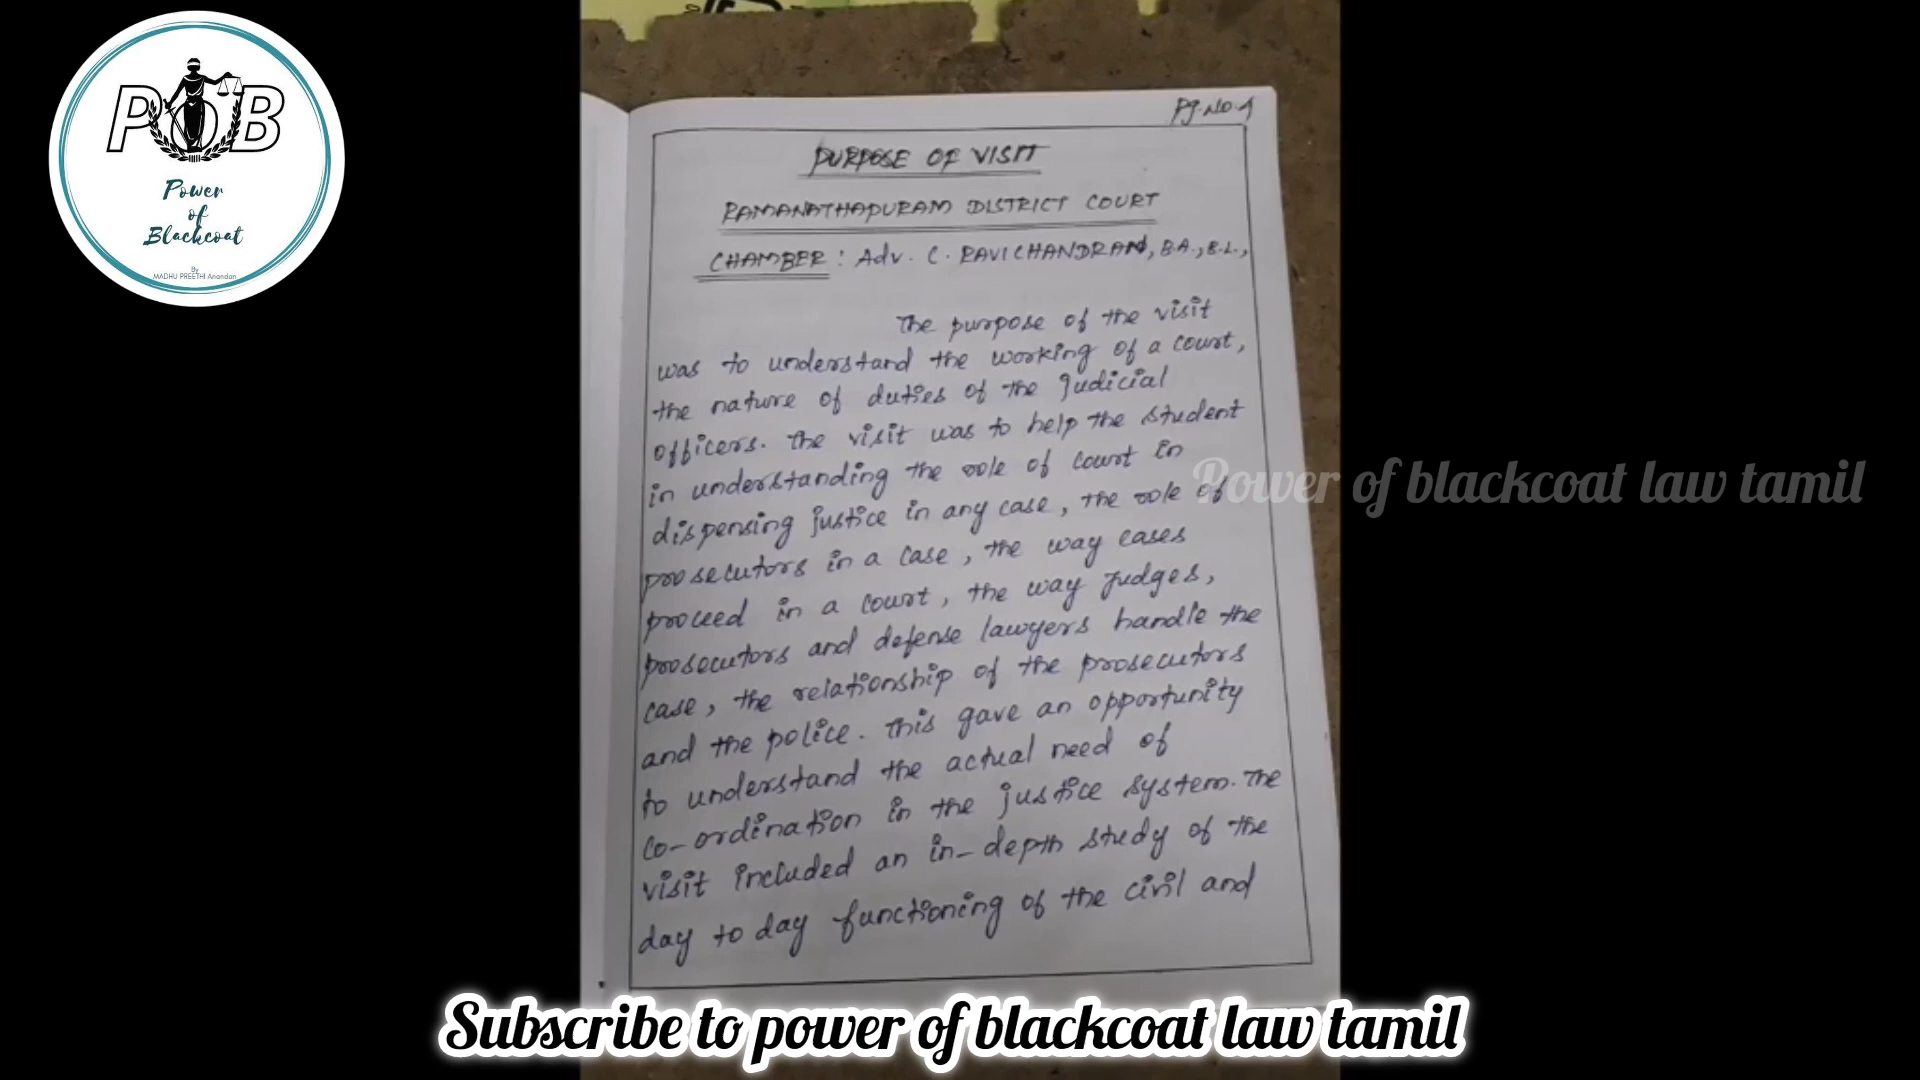 POB
Power
of
Blackcoat
By
MADHU PREETHI Anandan
Pg.No.4
PURPOSE OF VISIT
RAMANATHAPURAM DISTRICT COURT
CHAMBER : Adv. C. RAVICHANDRAN, B.A.,B.L.,
The purpose of the visit
was to understand the working of a court,
the nature of duties of the judicial
officers. The visit was to help the student
in understanding the role of court in
dispensing justice in any case, the role of
prosecutors in a case, the way cases
proceed in a court, the way judges,
prosecutors and defense lawyers handle the
case, the relationship of the prosecutors
and the police. This gave an opportunity
to understand the actual need of
co-ordination in the justice system. The
visit included an in-depth study of the
day to day functioning of the civil and
Power of blackcoat law tamil
Subscribe to power of blackcoat law tamil